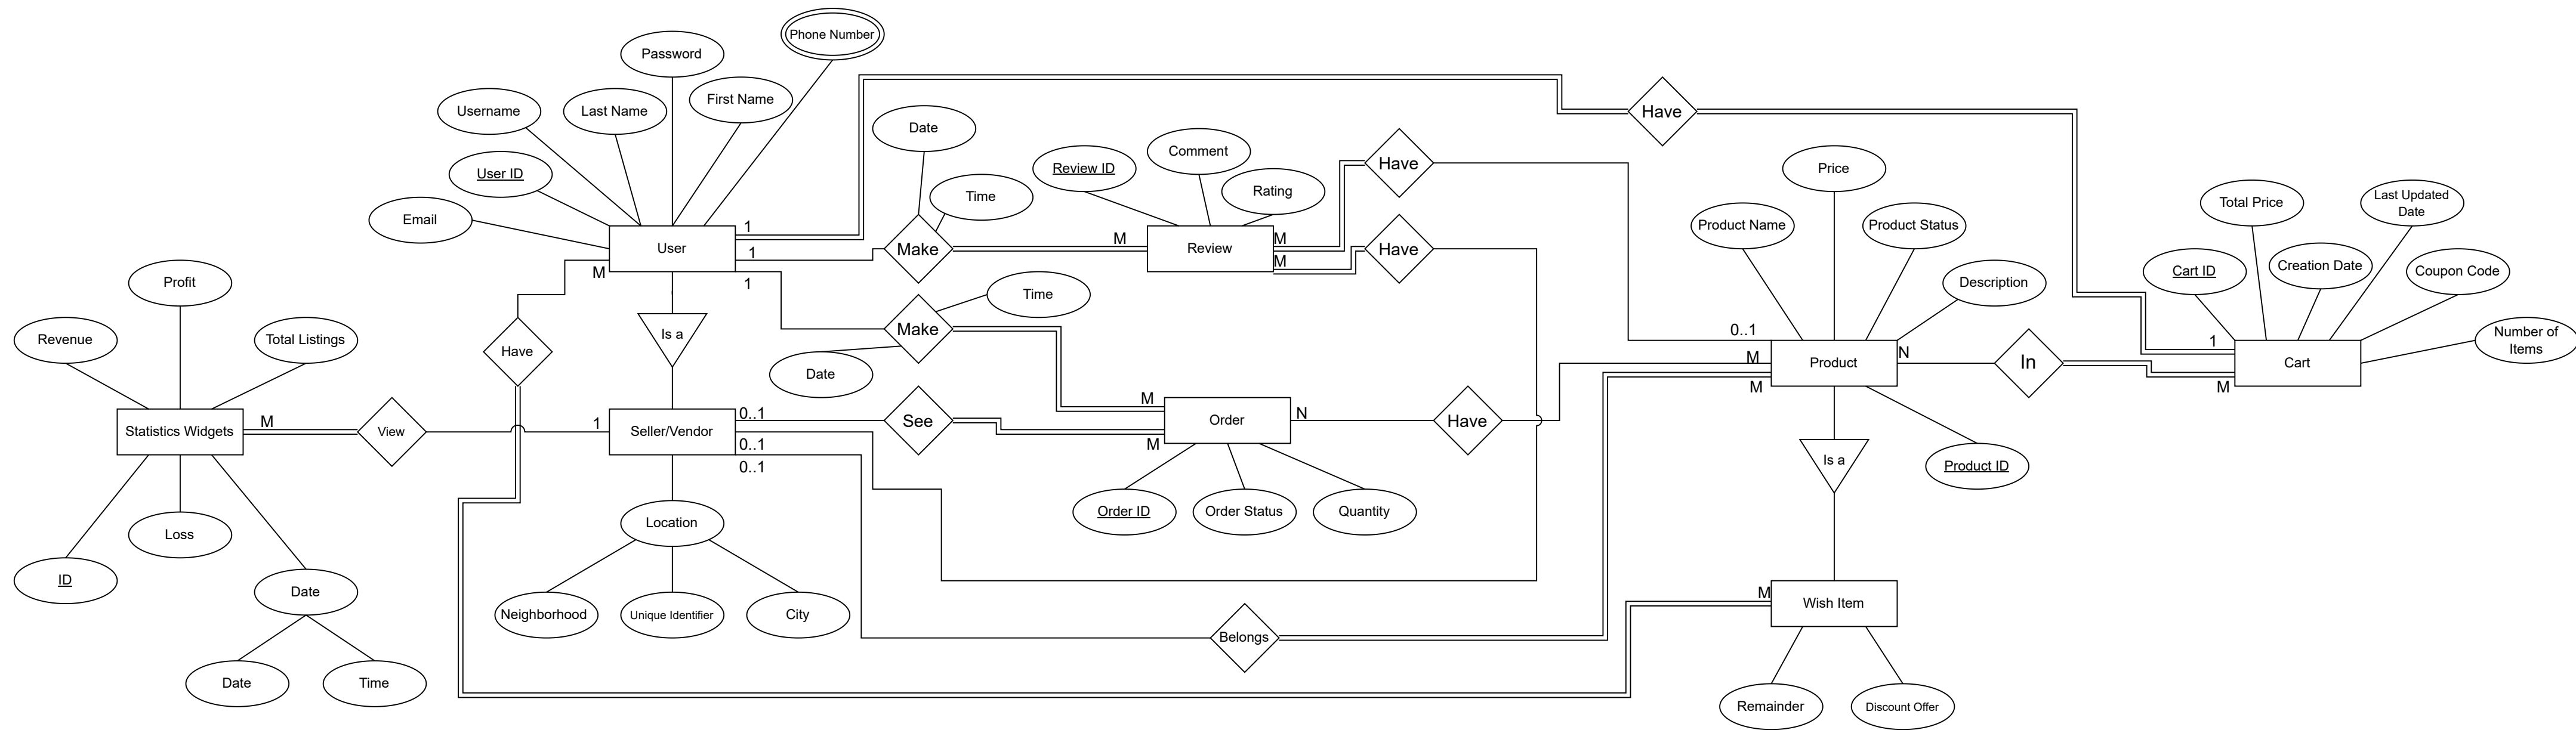 Phone Number
Password
First Name
Username
Last Name
Have
Date
Comment
Have
Price
User ID
Review ID
Rating
Time
Last Updated
Date
Total Price
Email
Product Name
Product Status
1
User
1
Make
M
Review
M
Have
M
Cart ID
Creation Date
Coupon Code
M
1
Profit
Description
Time
Revenue
Total Listings
Is a
Make
0..1
1
Number of
Items
Have
Date
M
Product
N
In
Cart
M
M
M
0..1
M
1
Statistics Widgets
View
Seller/Vendor
See
Order
N
Have
0..1
M
0..1
Is a
Product ID
Location
Order ID
Order Status
Quantity
Loss
ID
Date
M
Wish Item
Neighborhood
Unique Identifier
City
Belongs
Date
Time
Remainder
Discount Offer